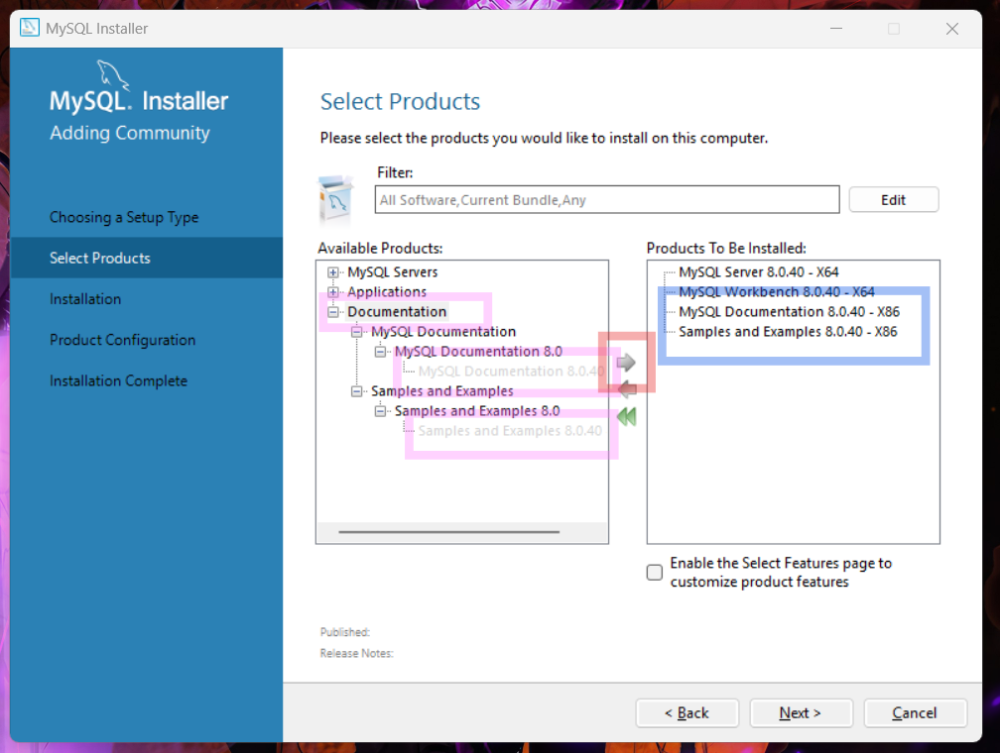 MySQL Installer
MySQL. Installer
Adding Community
Choosing a Setup Type
Select Products
Installation
Product Configuration
Installation Complete
Select Products
Please select the products you would like to install on this computer.
Filter:
All Software,Current Bundle,Any
Edit
Available Products:
MySQL Servers
Applications
Documentation
MySQL Documentation
MySQL Documentation 8.0
MySQL Documentation 8.0.40
Samples and Examples
Samples and Examples 8.0
Samples and Examples 8.0.40
Products To Be Installed:
MySQL Server 8.0.40 - X64
MySQL Workbench 8.0.40 - X64
MySQL Documentation 8.0.40 - X86
Samples and Examples 8.0.40 - X86
Enable the Select Features page to
customize product features
Published:
Release Notes:
< Back
Next >
Cancel